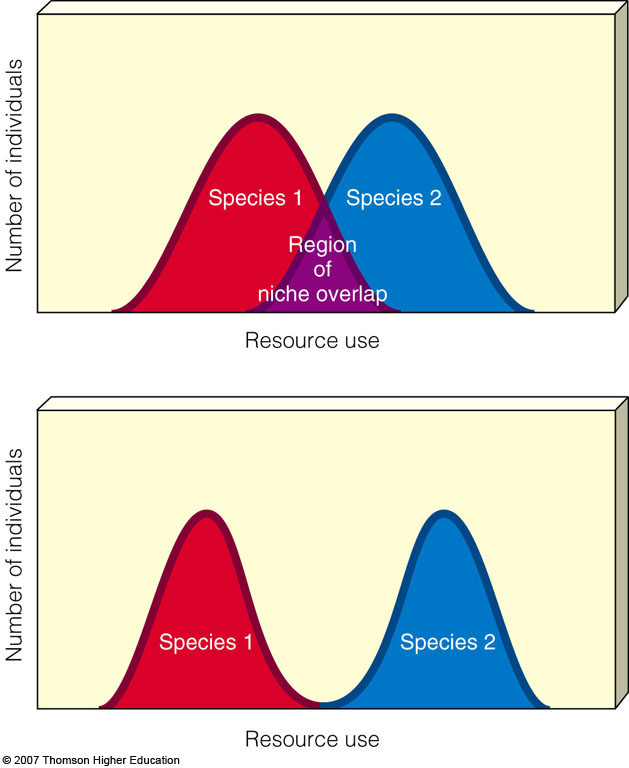 Number of individuals
Species 1
Species 2
Region
of
niche overlap
Resource use
Number of individuals
Species 1
Species 2
Resource use
© 2007 Thomson Higher Education